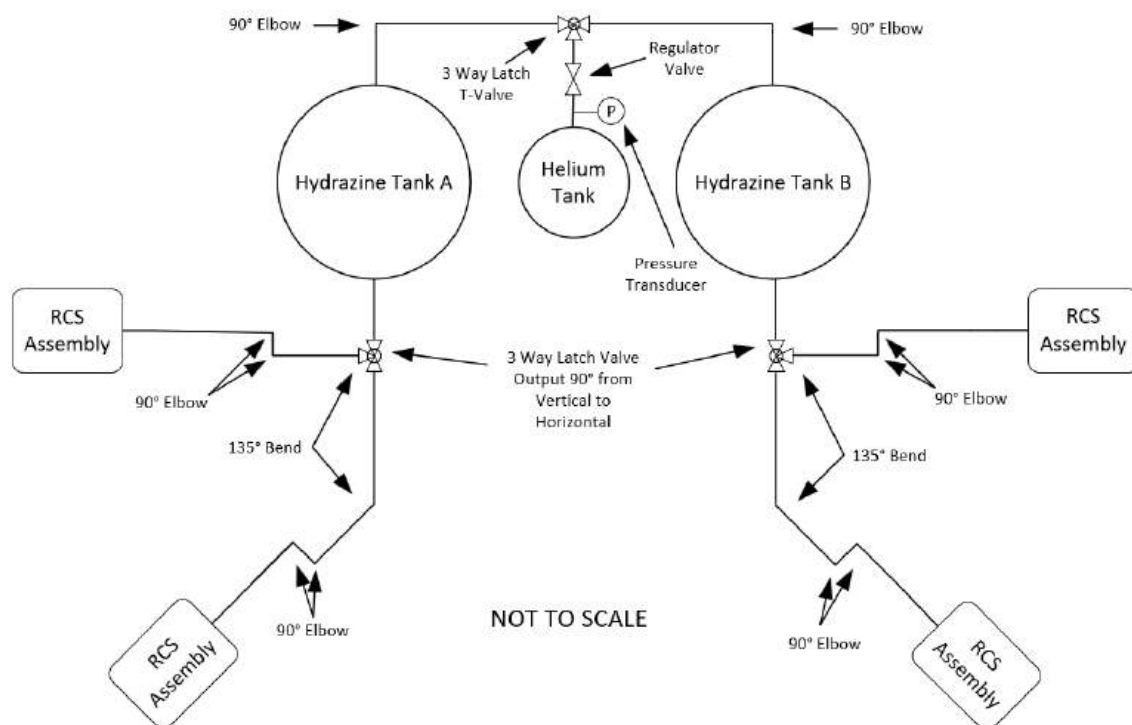 90° Elbow
90° Elbow
3 Way Latch
T-Valve
Regulator
Valve
P
Hydrazine Tank A
Helium
Tank
Hydrazine Tank B
Pressure
Transducer
RCS
Assembly
RCS
Assembly
3 Way Latch Valve
Output 90° from
Vertical to
Horizontal
90° Elbow
90° Elbow
135° Bend
135° Bend
90° Elbow
NOT TO SCALE
90° Elbow
RCS
Assembly
RCS
Assembly